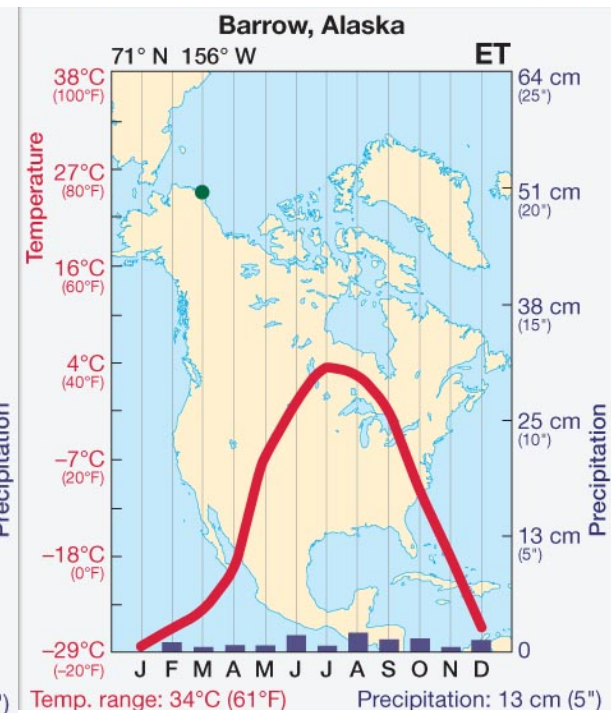 Barrow, Alaska
71° N 156° W ET
38°C
(100°F)
27°C
(80°F)
16°C
(60°F)
4°C
(40°F)
–7°C
(20°F)
–18°C
(0°F)
–29°C
(–20°F)
Temperature
64 cm
(25")
51 cm
(20")
38 cm
(15")
25 cm
(10")
13 cm
(5")
0
Precipitation
Precipitation
J F M A M J J A S O N D
") Temp. range: 34°C (61°F) Precipitation: 13 cm (5")